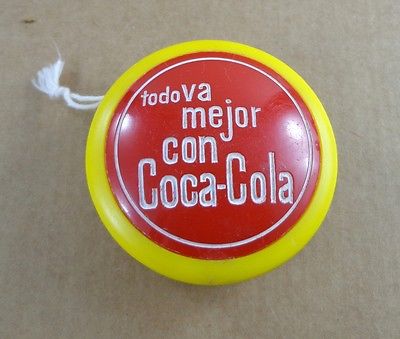 todo va
mejor
con
Coca-Cola